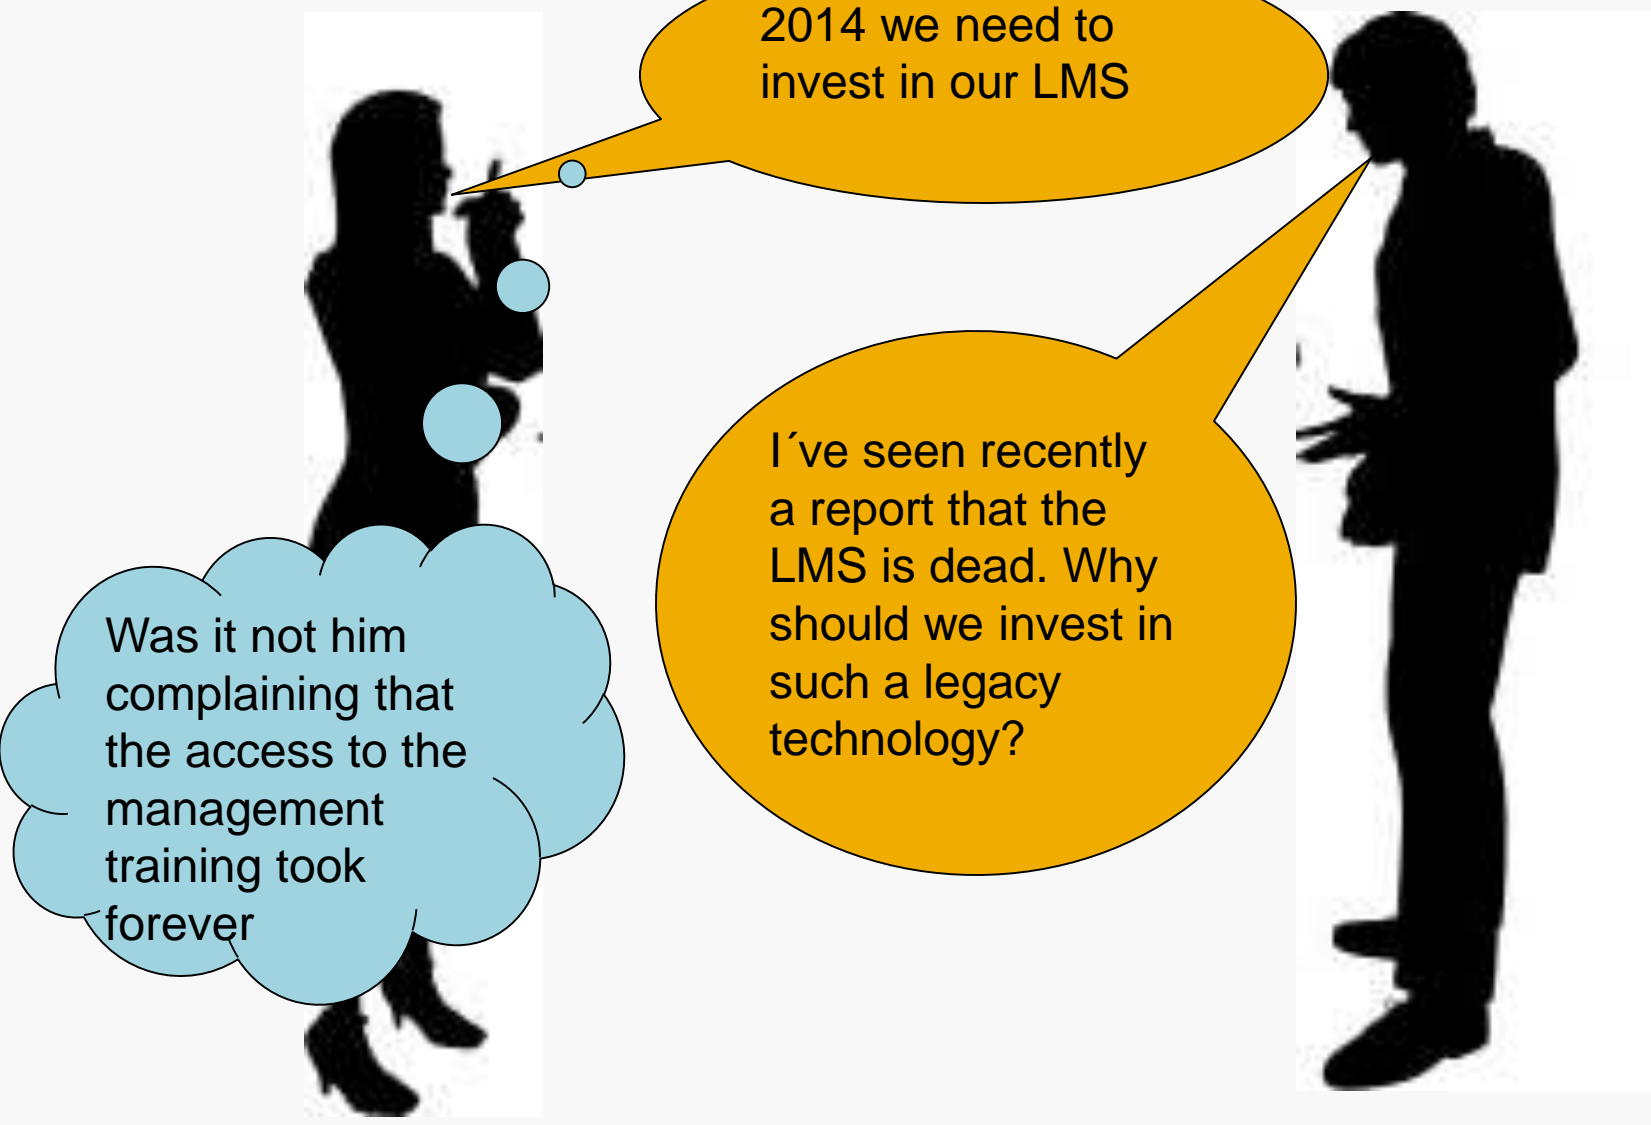 2014 we need to
invest in our LMS
I´ve seen recently
a report that the
LMS is dead. Why
should we invest in
such a legacy
technology?
Was it not him
complaining that
the access to the
management
training took
forever